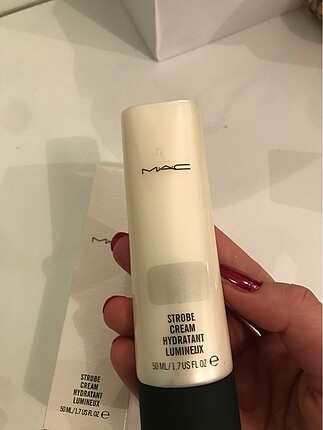 MAC
STROBE
CREAM
HYDRATANT
LUMINEUX
50 ML / 1.7 US FL OZ e
STROBE
CREAM
HYDRATANT
LUMINEUX
50 ML / 1.7 US FL OZ e